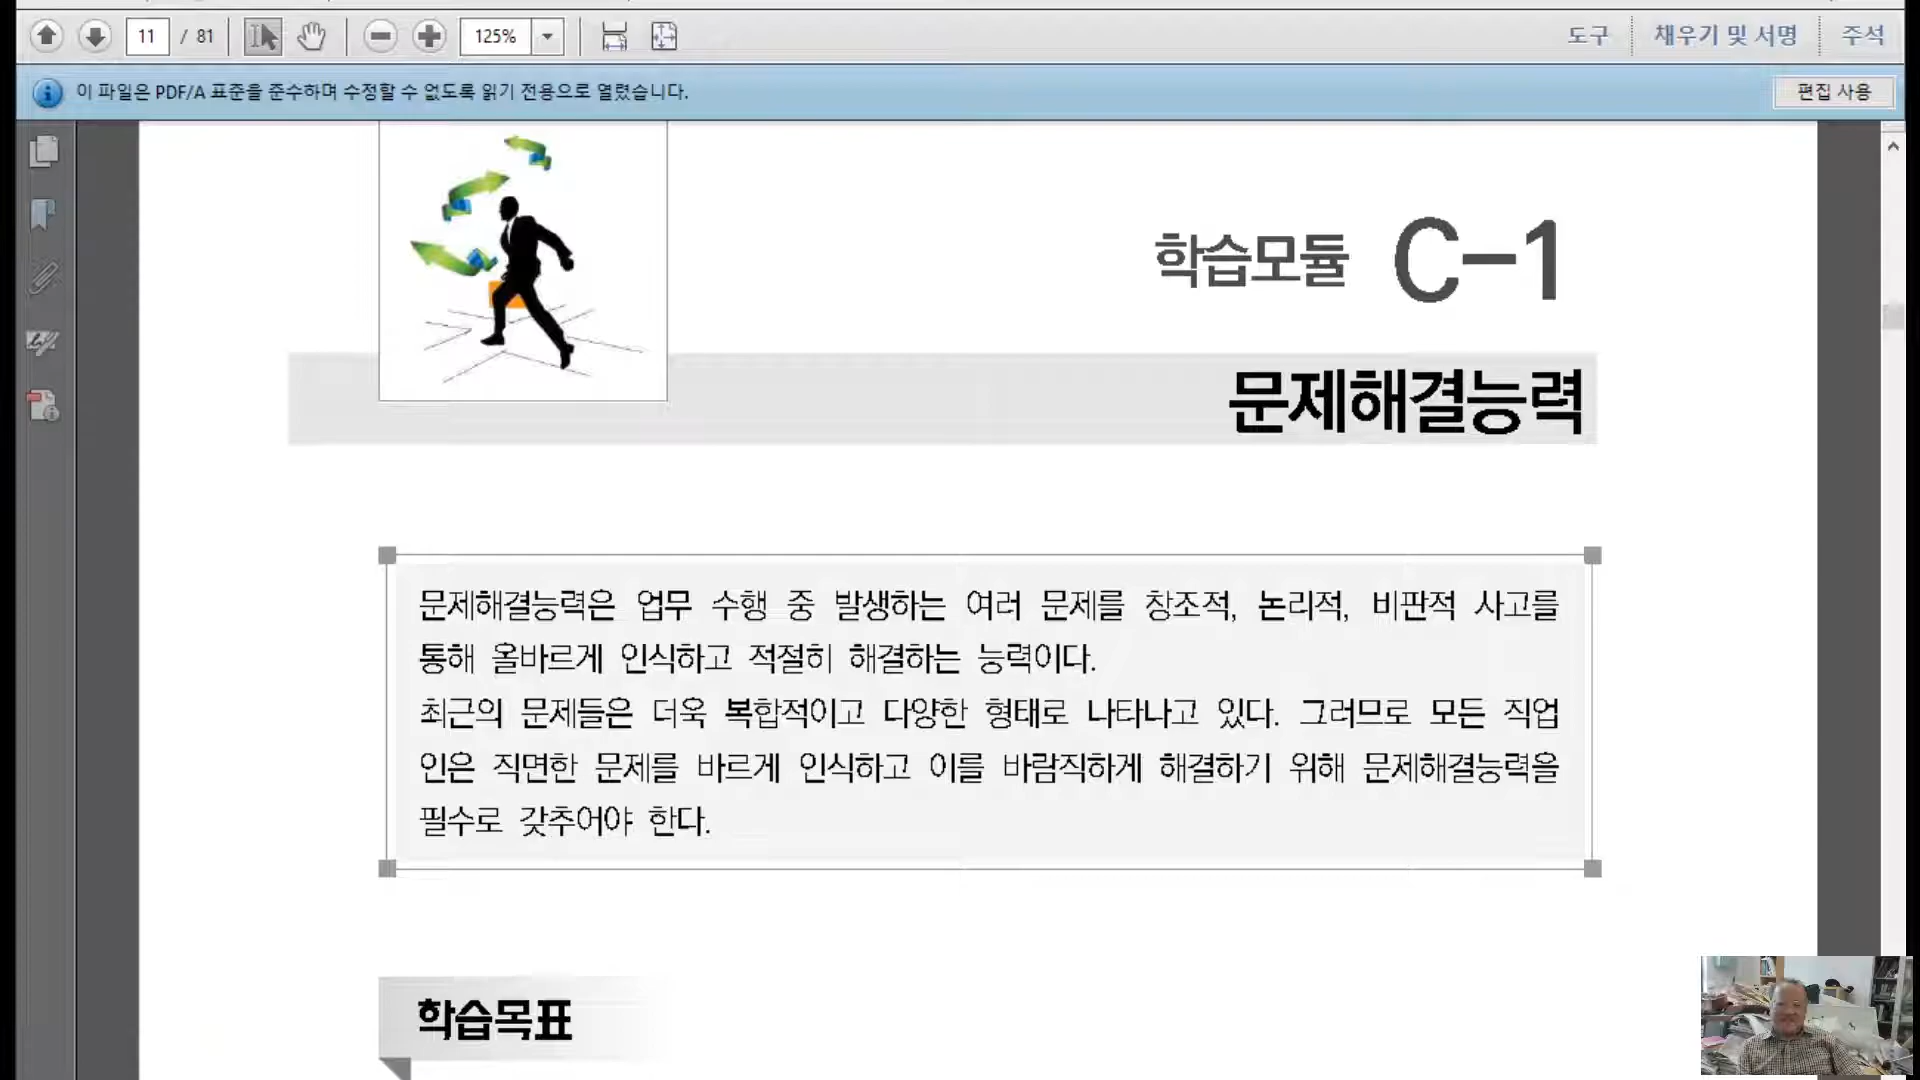 11 / 81
125%
도구
채우기 및 서명
주석
이 파일은 PDF/A 표준을 준수하며 수정할 수 없도록 읽기 전용으로 열렸습니다.
편집 사용
학습모듈 C-1
문제해결능력
문제해결능력은 업무 수행 중 발생하는 여러 문제를 창조적, 논리적, 비판적 사고를
통해 올바르게 인식하고 적절히 해결하는 능력이다.
최근의 문제들은 더욱 복합적이고 다양한 형태로 나타나고 있다. 그러므로 모든 직업
인은 직면한 문제를 바르게 인식하고 이를 바람직하게 해결하기 위해 문제해결능력을
필수로 갖추어야 한다.
학습목표